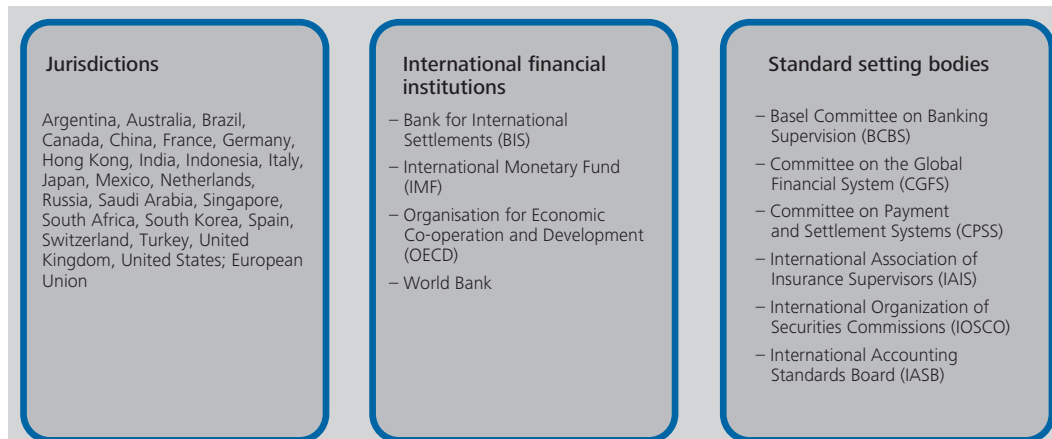 Jurisdictions
Argentina, Australia, Brazil,
Canada, China, France, Germany,
Hong Kong, India, Indonesia, Italy,
Japan, Mexico, Netherlands,
Russia, Saudi Arabia, Singapore,
South Africa, South Korea, Spain,
Switzerland, Turkey, United
Kingdom, United States; European
Union
International financial
institutions
– Bank for International
Settlements (BIS)
– International Monetary Fund
(IMF)
– Organisation for Economic
Co-operation and Development
(OECD)
– World Bank
Standard setting bodies
– Basel Committee on Banking
Supervision (BCBS)
– Committee on the Global
Financial System (CGFS)
– Committee on Payment
and Settlement Systems (CPSS)
– International Association of
Insurance Supervisors (IAIS)
– International Organization of
Securities Commissions (IOSCO)
– International Accounting
Standards Board (IASB)